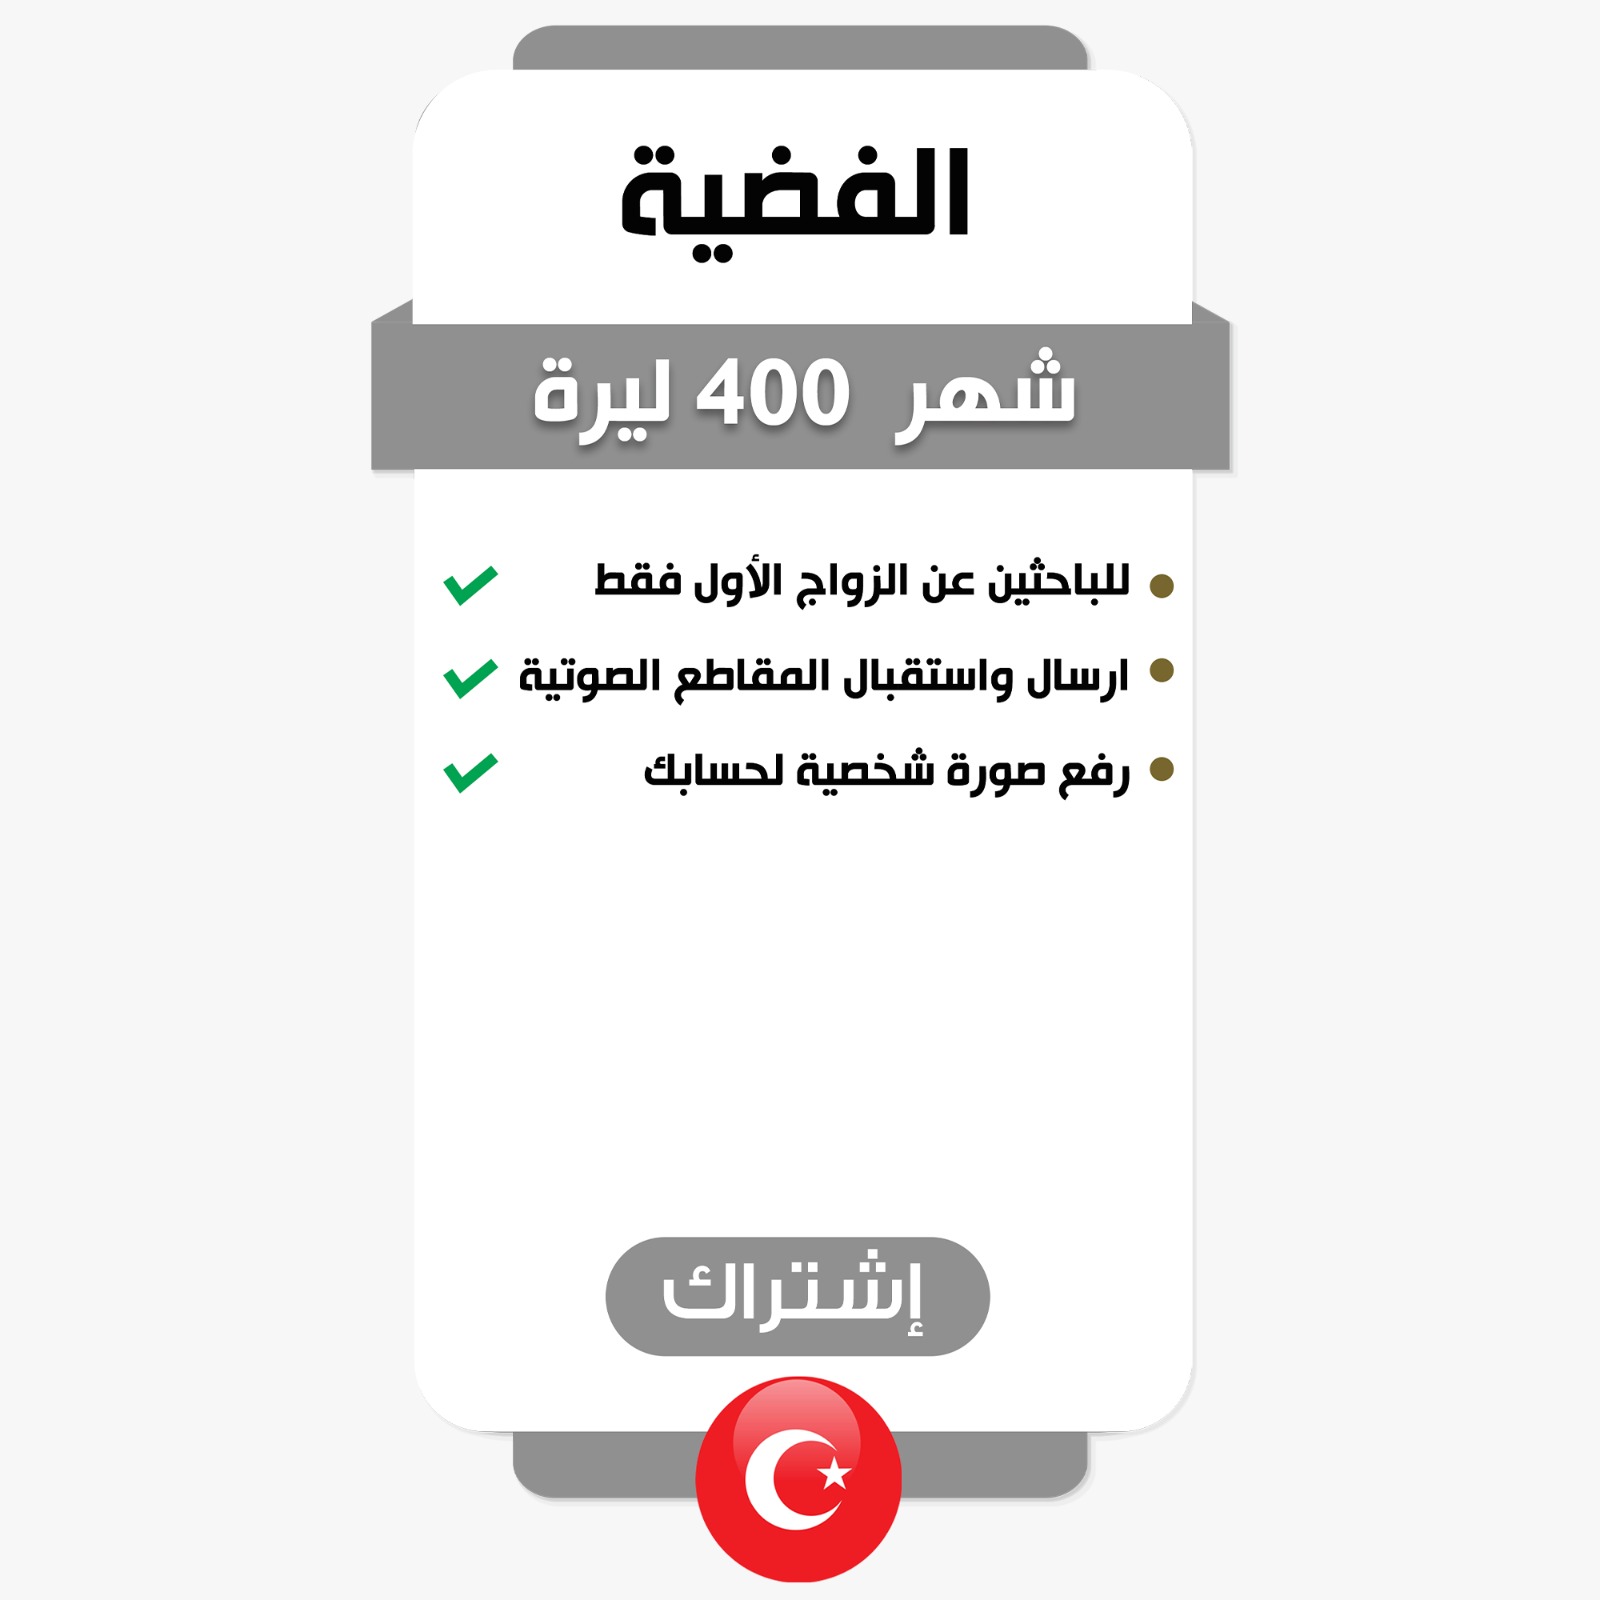 الفضية
شهر 400 ليرة
للباحثين عن الزواج الأول فقط
ارسال واستقبال المقاطع الصوتية
رفع صورة شخصية لحسابك
إشتراك